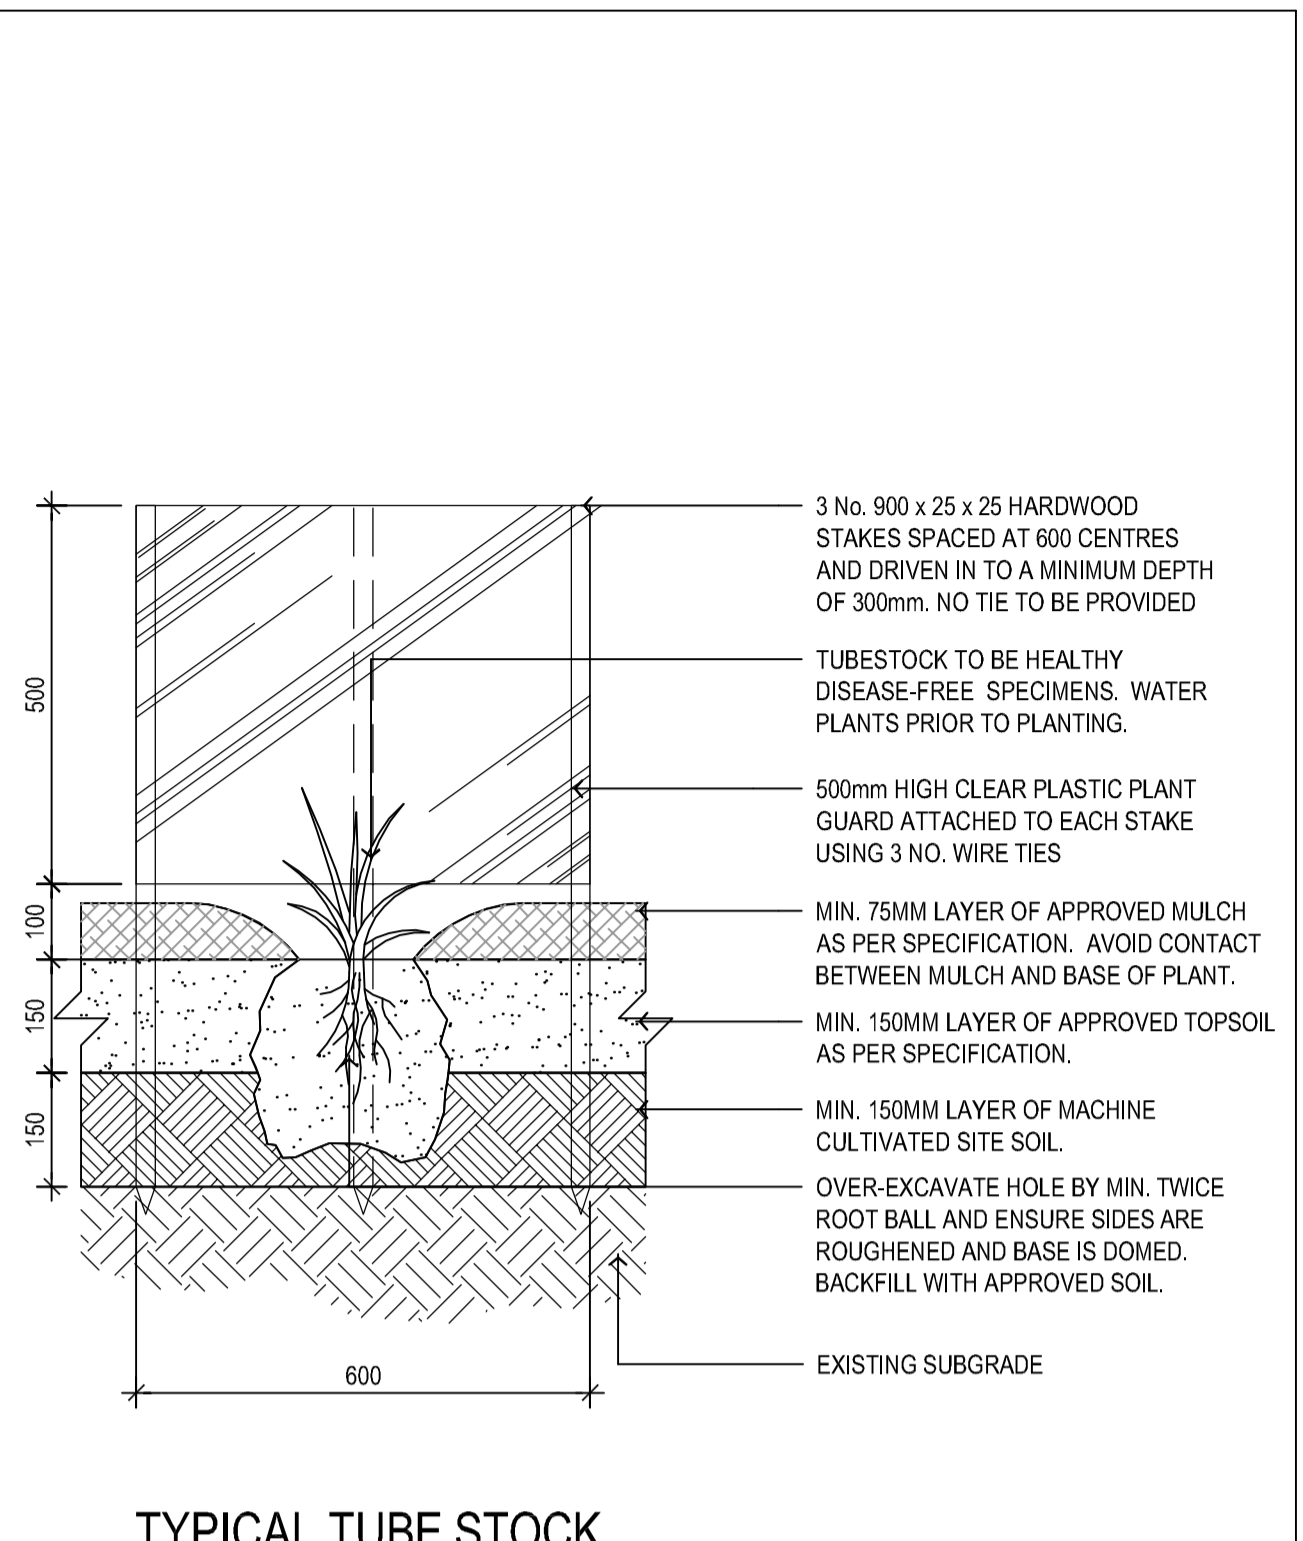 3 No. 900 x 25 x 25 HARDWOOD
STAKES SPACED AT 600 CENTRES
AND DRIVEN IN TO A MINIMUM DEPTH
OF 300mm. NO TIE TO BE PROVIDED
TUBESTOCK TO BE HEALTHY
DISEASE-FREE SPECIMENS. WATER
PLANTS PRIOR TO PLANTING.
500
500mm HIGH CLEAR PLASTIC PLANT
GUARD ATTACHED TO EACH STAKE
USING 3 NO. WIRE TIES
100
MIN. 75MM LAYER OF APPROVED MULCH
AS PER SPECIFICATION. AVOID CONTACT
BETWEEN MULCH AND BASE OF PLANT.
150
MIN. 150MM LAYER OF APPROVED TOPSOIL
AS PER SPECIFICATION.
150
MIN. 150MM LAYER OF MACHINE
CULTIVATED SITE SOIL.
OVER-EXCAVATE HOLE BY MIN. TWICE
ROOT BALL AND ENSURE SIDES ARE
ROUGHENED AND BASE IS DOMED.
BACKFILL WITH APPROVED SOIL.
EXISTING SUBGRADE
600
TYPICAL TUBE STOCK